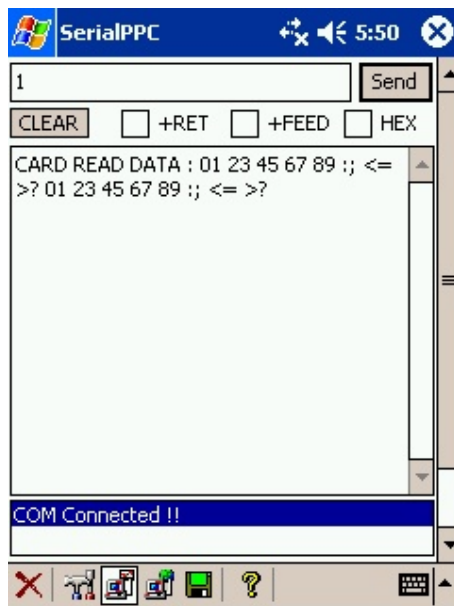 SerialPPC 5:50
1 Send
CLEAR +RET +FEED HEX
CARD READ DATA : 01 23 45 67 89 :; <=
>? 01 23 45 67 89 :; <= >?
COM Connected !!